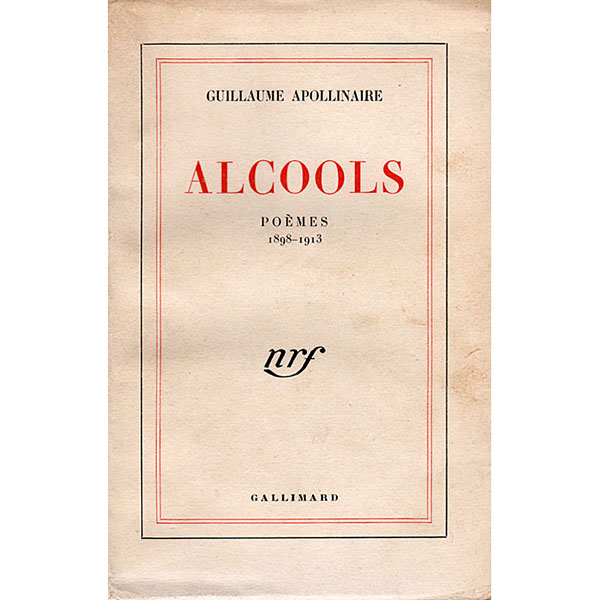 GUILLAUME APOLLINAIRE
ALCOOLS
POÈMES
1898-1913
nrf
GALLIMARD